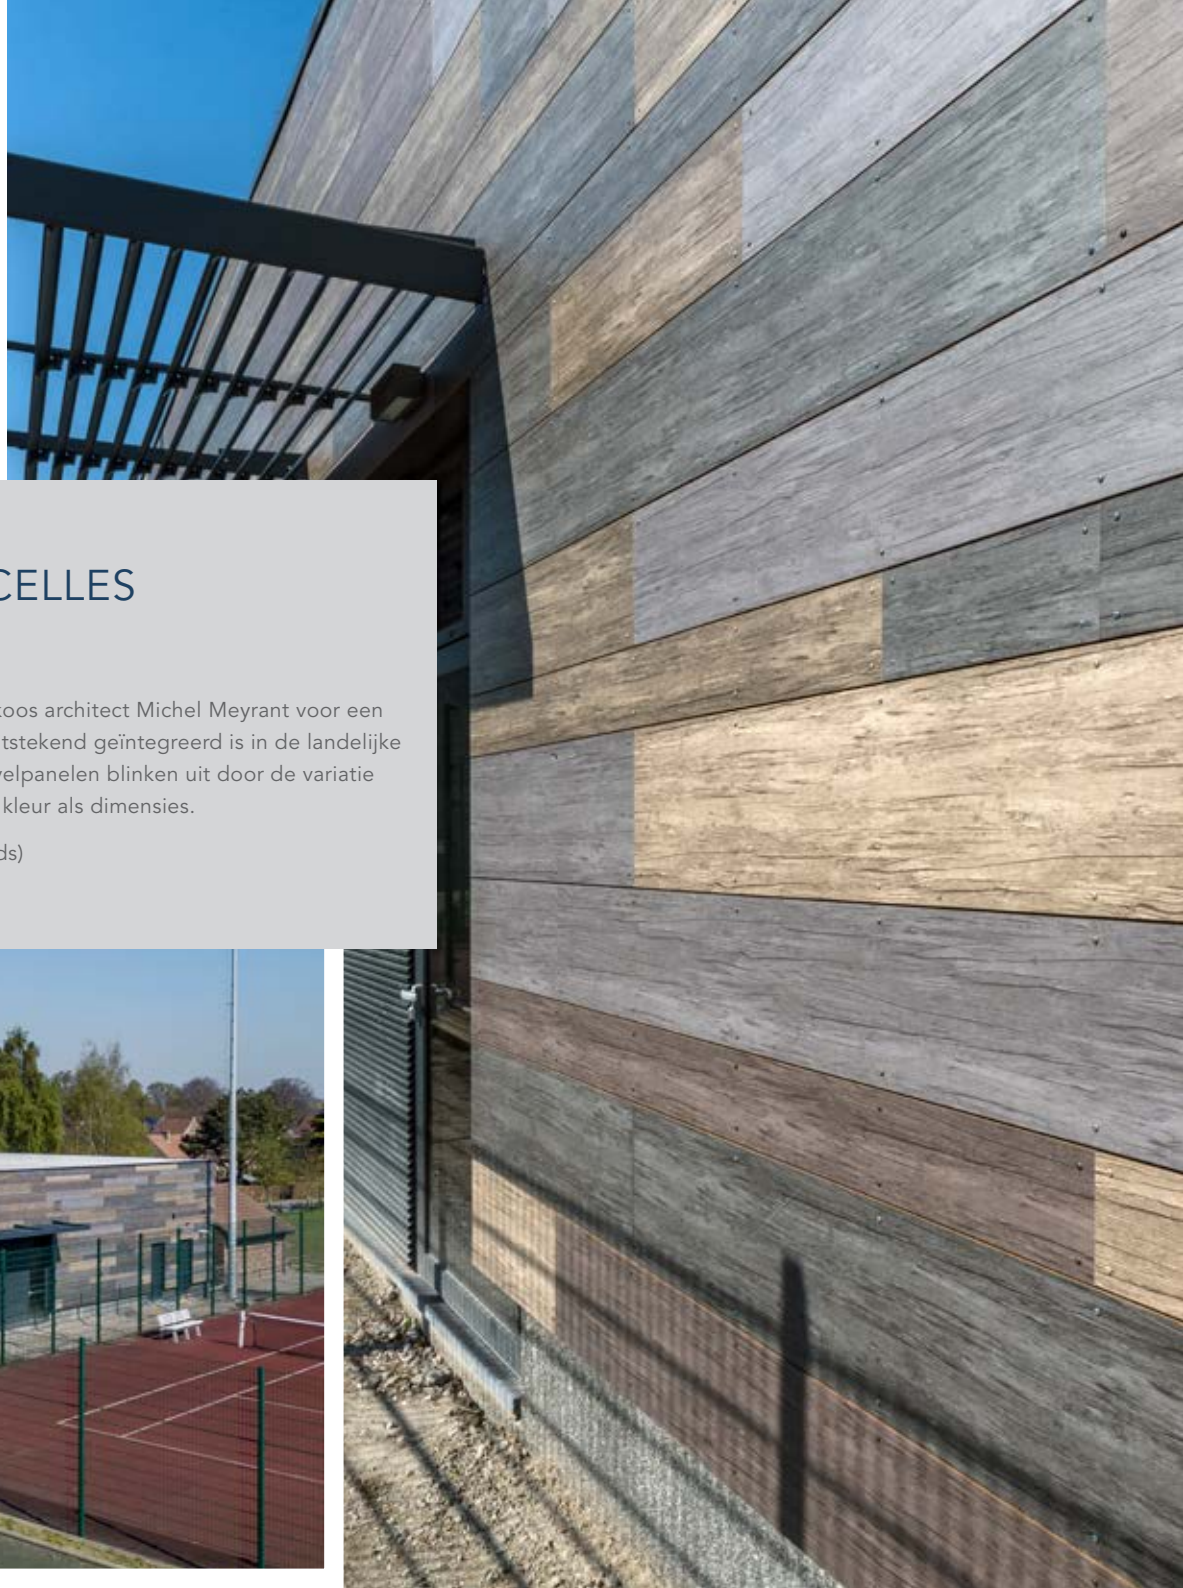 CELLES
koos architect Michel Meyrant voor een
itstekend geïntegreerd is in de landelijke
velpanelen blinken uit door de variatie
kleur als dimensies.
ds)